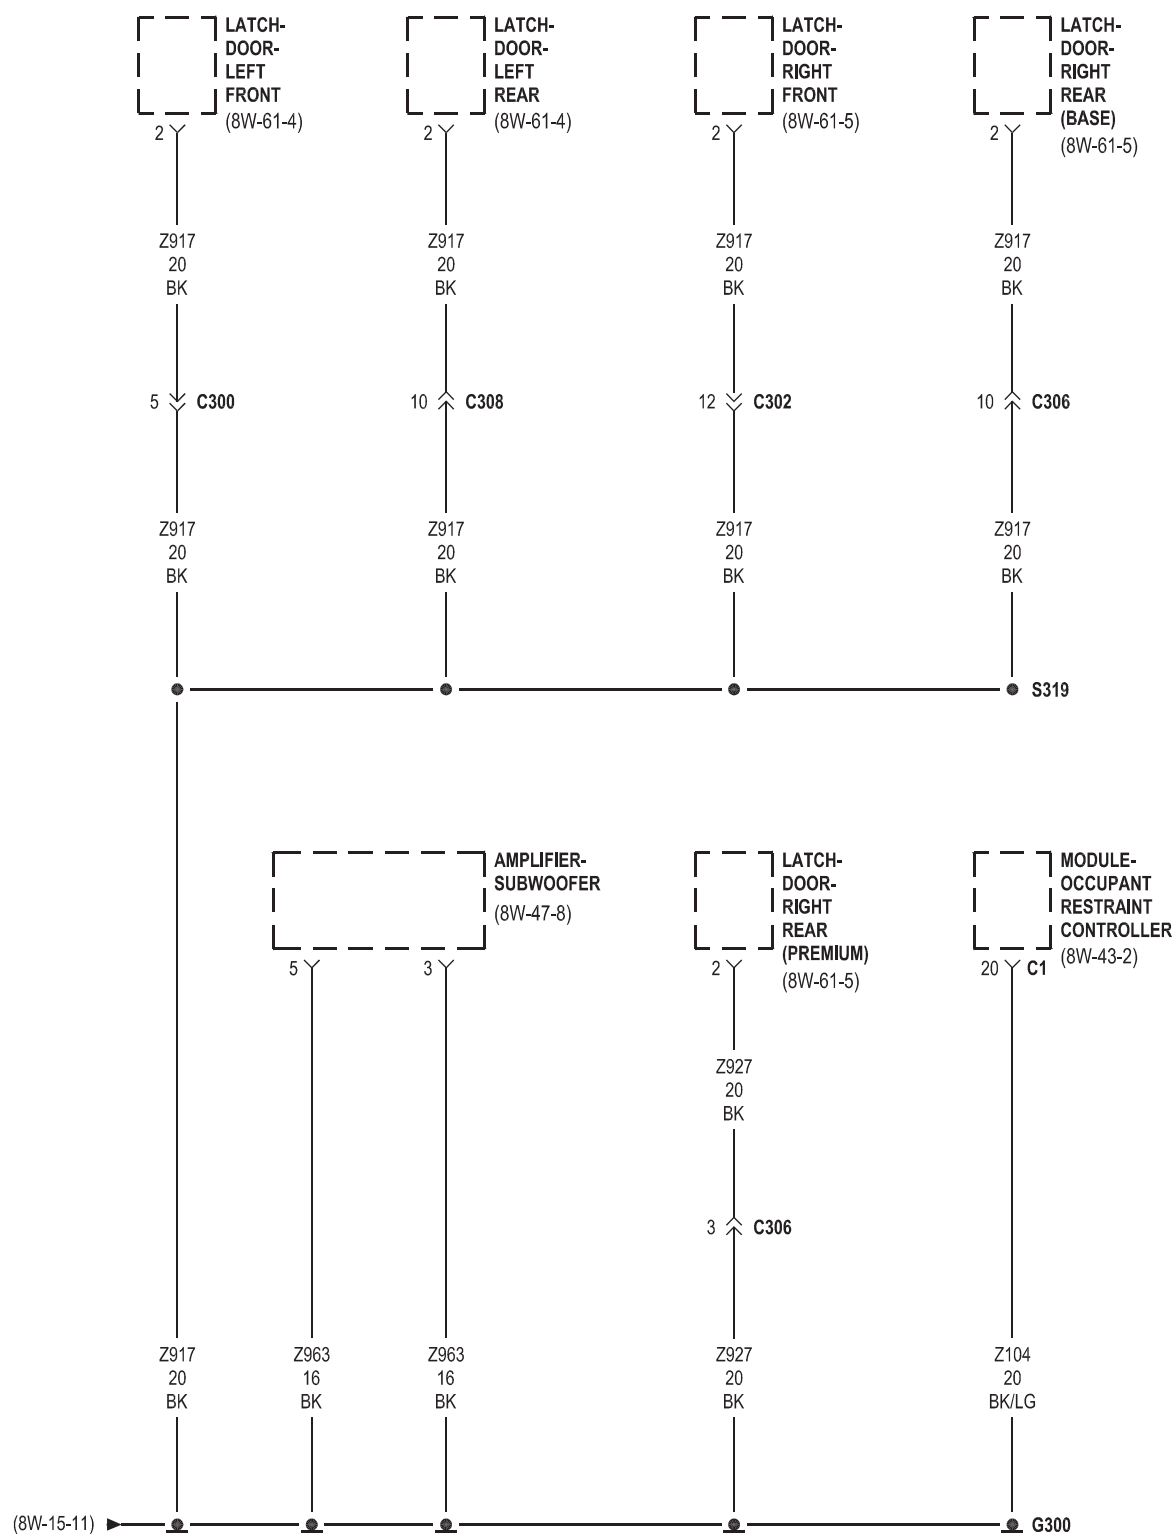 LATCH-
DOOR-
LEFT
FRONT
(8W-61-4)
2
LATCH-
DOOR-
LEFT
REAR
(8W-61-4)
2
LATCH-
DOOR-
RIGHT
FRONT
(8W-61-5)
2
LATCH-
DOOR-
RIGHT
REAR
(BASE)
(8W-61-5)
2
Z917
20
BK
Z917
20
BK
Z917
20
BK
Z917
20
BK
5 C300
10 C308
12 C302
10 C306
Z917
20
BK
Z917
20
BK
Z917
20
BK
Z917
20
BK
S319
AMPLIFIER-
SUBWOOFER
(8W-47-8)
5
3
LATCH-
DOOR-
RIGHT
REAR
(PREMIUM)
(8W-61-5)
2
MODULE-
OCCUPANT
RESTRAINT
CONTROLLER
(8W-43-2)
20 C1
Z927
20
BK
3 C306
Z917
20
BK
Z963
16
BK
Z963
16
BK
Z927
20
BK
Z104
20
BK/LG
(8W-15-11)
G300